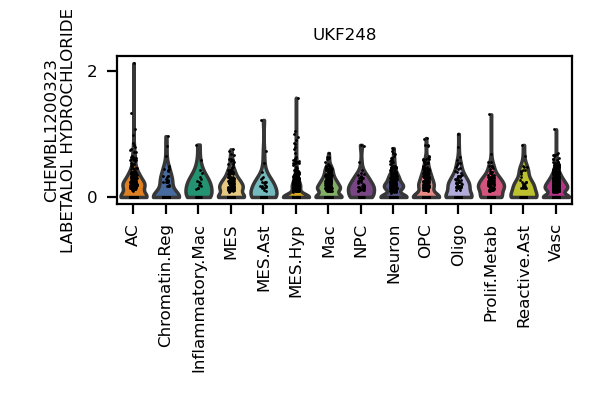 UKF248
CHEMBL1200323
LABETALOL HYDROCHLORIDE
2
0
AC
Chromatin.Reg
Inflammatory.Mac
MES
MES.Ast
MES.Hyp
Mac
NPC
Neuron
OPC
Oligo
Prolif.Metab
Reactive.Ast
Vasc